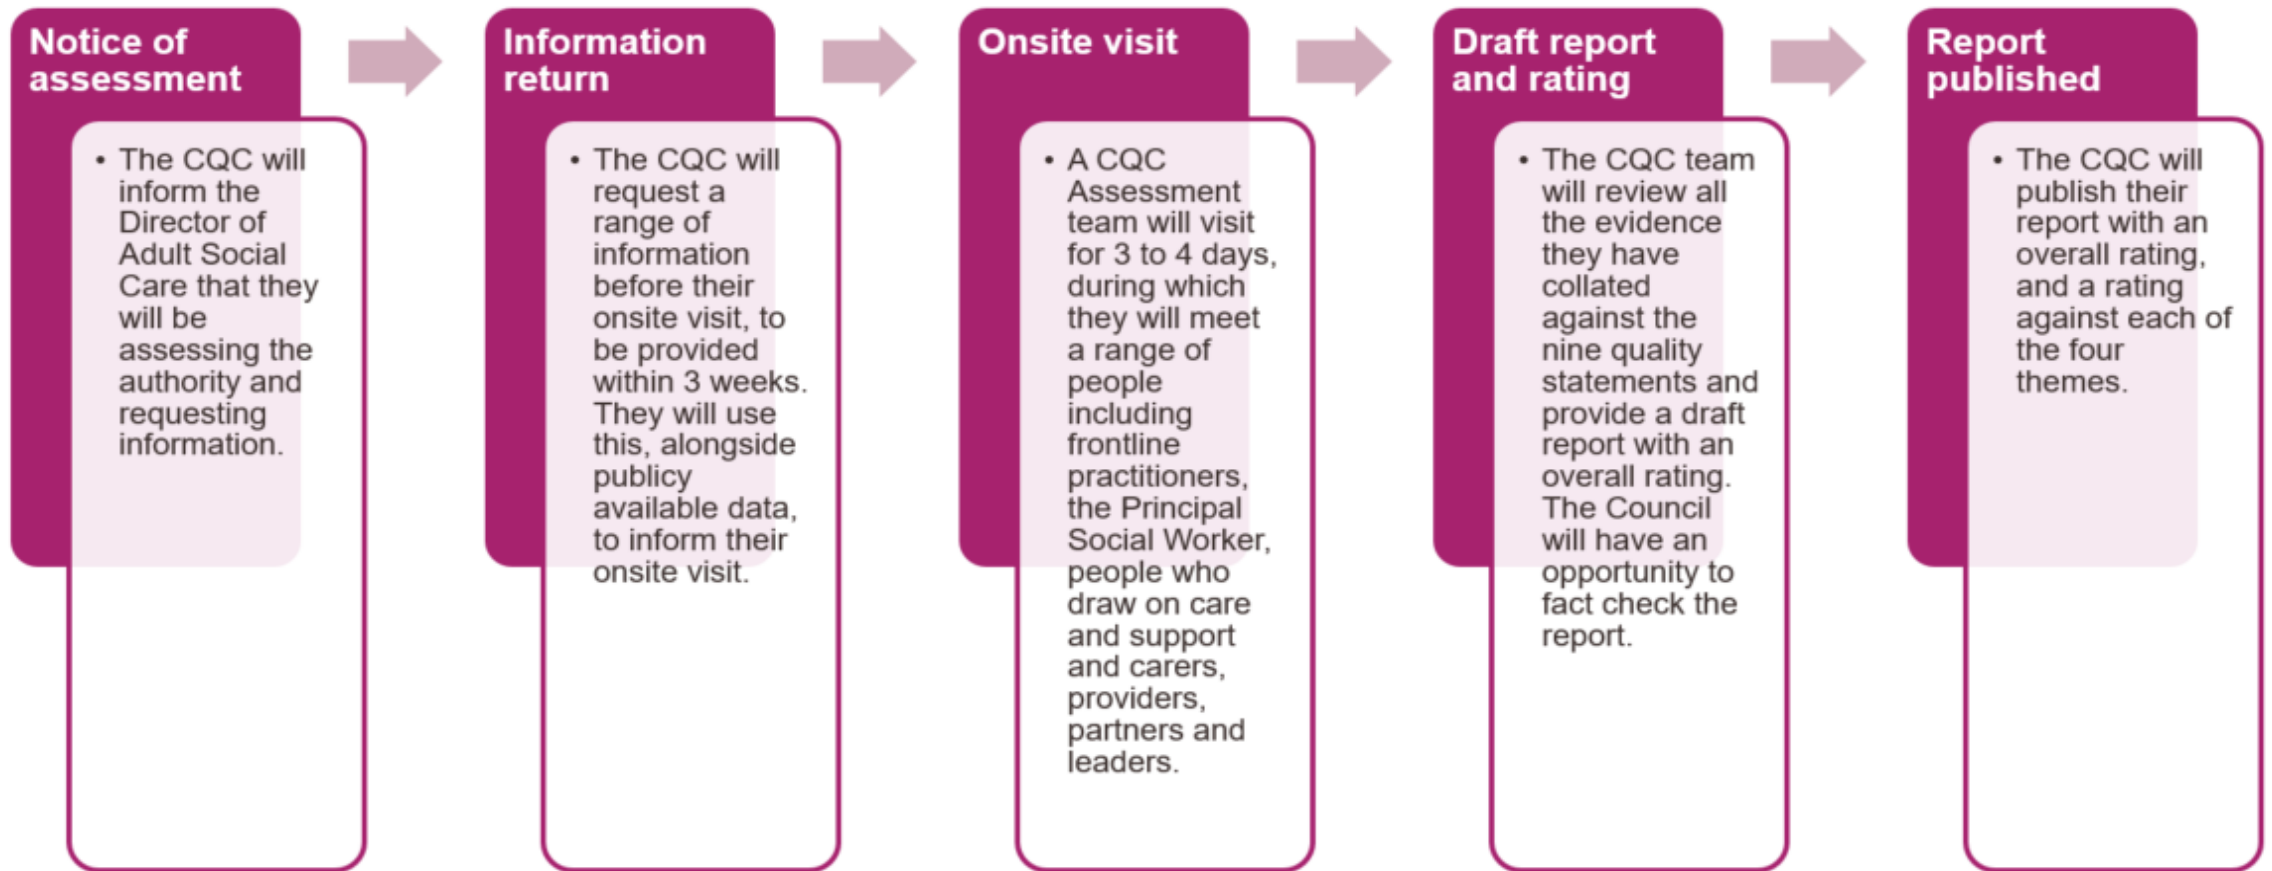 Notice of
assessment
• The CQC will
inform the
Director of
Adult Social
Care that they
will be
assessing the
authority and
requesting
information.
Information
return
• The CQC will
request a
range of
information
before their
onsite visit, to
be provided
within 3 weeks.
They will use
this, alongside
publicy
available data,
to inform their
onsite visit.
Onsite visit
• A CQC
Assessment
team will visit
for 3 to 4 days,
during which
they will meet
a range of
people
including
frontline
practitioners,
the Principal
Social Worker,
people who
draw on care
and support
and carers,
providers,
partners and
leaders.
Draft report
and rating
• The CQC team
will review all
the evidence
they have
collated
against the
nine quality
statements and
provide a draft
report with an
overall rating.
The Council
will have an
opportunity to
fact check the
report.
Report
published
• The CQC will
publish their
report with an
overall rating,
and a rating
against each of
the four
themes.